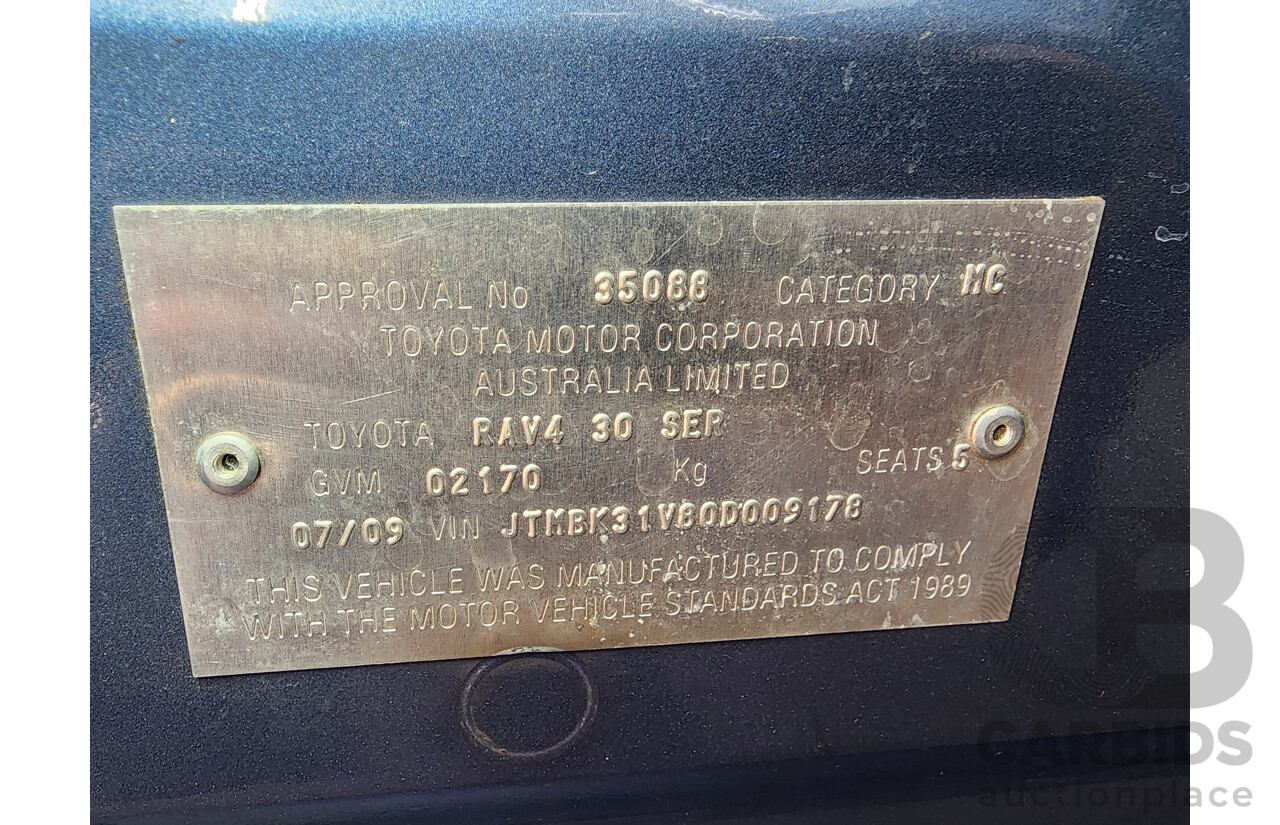 APPROVAL No 35088 CATEGORY MC
TOYOTA MOTOR CORPORATION
AUSTRALIA LIMITED
TOYOTA RAV4 30 SER
GVM 02170 Kg SEATS 5
07/09 VIN JTMBK31V80D009178
THIS VEHICLE WAS MANUFACTURED TO COMPLY
WITH THE MOTOR VEHICLE STANDARDS ACT 1989
B
CARBIDS
auctionplace